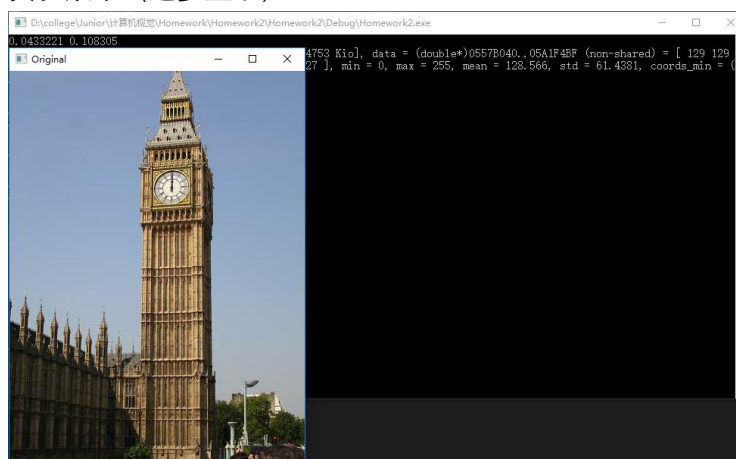 D:\college\Junior\计算机视觉\Homework\Homework2\Homework2\Debug\Homework2.exe
0.0433221 0.108305
Original
4753 Kio], data = (double*)0557B040..05A1F4BF (non-shared) = [ 129 129
27 ], min = 0, max = 255, mean = 128.566, std = 61.4381, coords_min = (